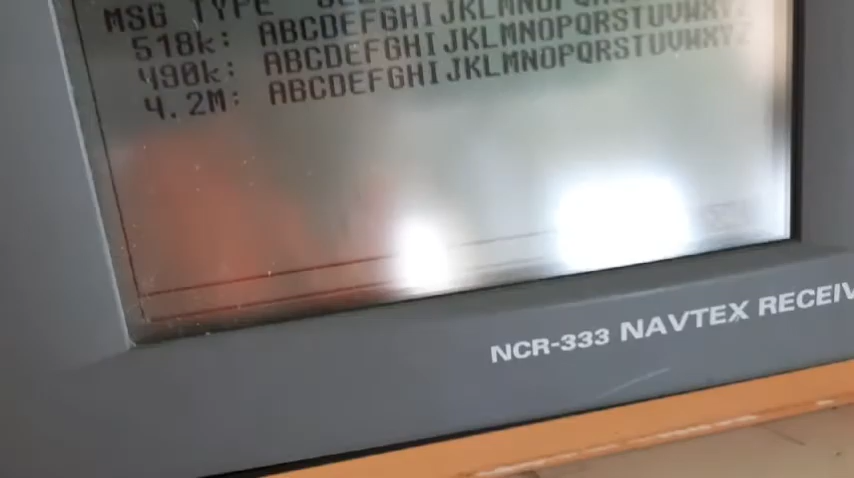 MSG TYPE
518k: ABCDEFGHIJKLMNOPQRSTUVWXYZ
490k: ABCDEFGHIJKLMNOPQRSTUVWXYZ
4.2M: ABCDEFGHIJKLMNOPQRSTUVWXYZ
NCR-333 NAVTEX RECEIV